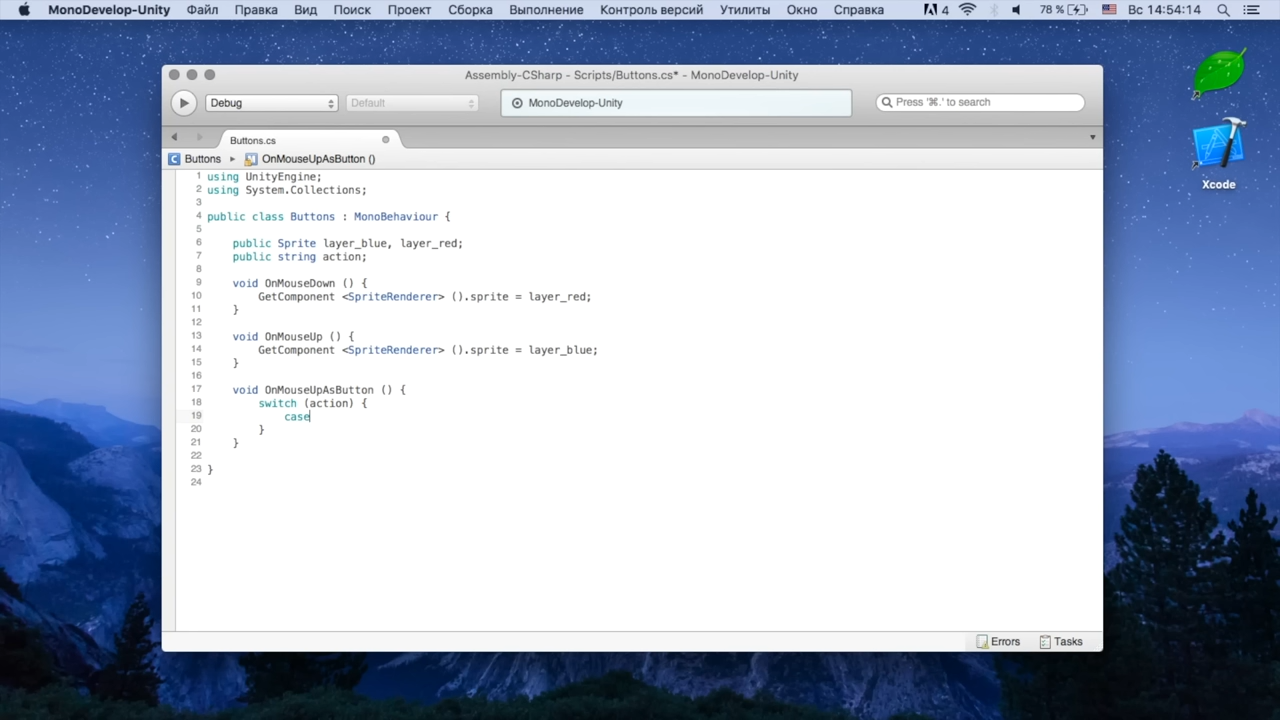 MonoDevelop-Unity Файл Правка Вид Поиск Проект Сборка Выполнение Контроль версий Утилиты Окно Справка 4 78 % Вс 14:54:14
Assembly-CSharp - Scripts/Buttons.cs* - MonoDevelop-Unity
Debug Default MonoDevelop-Unity Press '⌘.' to search
Buttons.cs
Buttons OnMouseUpAsButton ()
1 using UnityEngine;
2 using System.Collections;
3
4 public class Buttons : MonoBehaviour {
5
6 public Sprite layer_blue, layer_red;
7 public string action;
8
9 void OnMouseDown () {
10 GetComponent <SpriteRenderer> ().sprite = layer_red;
11 }
12
13 void OnMouseUp () {
14 GetComponent <SpriteRenderer> ().sprite = layer_blue;
15 }
16
17 void OnMouseUpAsButton () {
18 switch (action) {
19 case
20 }
21 }
22
23 }
24
Errors Tasks
Xcode